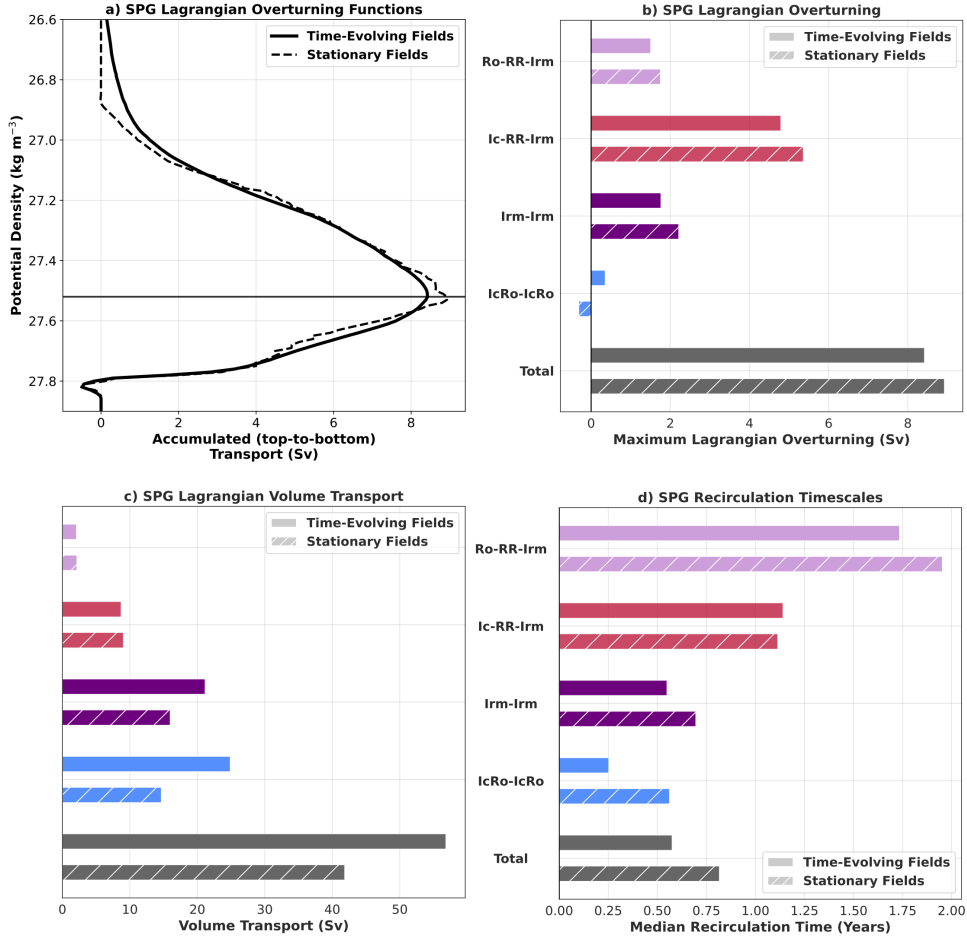 a) SPG Lagrangian Overturning Functions
Time-Evolving Fields
Stationary Fields
26.6
26.8
27.0
27.2
27.4
27.6
27.8
Potential Density (kg m⁻³)
0 2 4 6 8
Accumulated (top-to-bottom)
Transport (Sv)
b) SPG Lagrangian Overturning
Time-Evolving Fields
Stationary Fields
Ro-RR-Irm
Ic-RR-Irm
Irm-Irm
IcRo-IcRo
Total
0 2 4 6 8
Maximum Lagrangian Overturning (Sv)
c) SPG Lagrangian Volume Transport
Time-Evolving Fields
Stationary Fields
0 10 20 30 40 50
Volume Transport (Sv)
d) SPG Recirculation Timescales
Ro-RR-Irm
Ic-RR-Irm
Irm-Irm
IcRo-IcRo
Total
Time-Evolving Fields
Stationary Fields
0.00 0.25 0.50 0.75 1.00 1.25 1.50 1.75 2.00
Median Recirculation Time (Years)